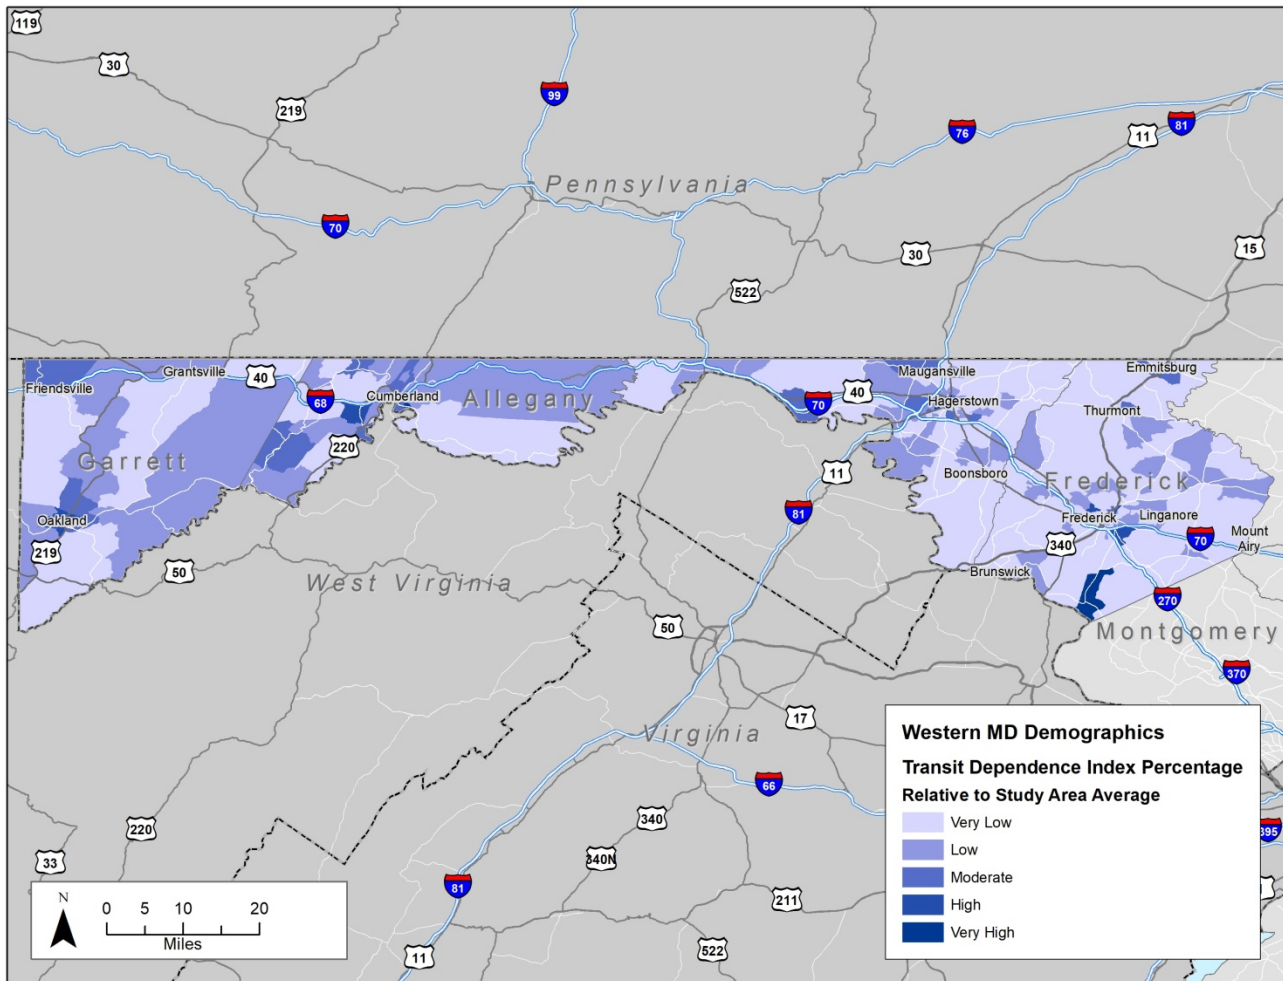 119
30
219
99
76
11
81
Pennsylvania
70
30
15
522
Friendsville
Grantsville
40
68
Cumberland
Allegany
220
Garrett
Oakland
219
50
70
40
Maugansville
Hagerstown
Emmitsburg
Thurmont
Boonsboro
Frederick
Frederick
Linganore
340
70
Mount
Airy
Brunswick
11
81
270
Montgomery
370
West Virginia
50
17
Virginia
66
340
340N
211
81
11
522
220
33
395
N
0 5 10 20
Miles
Western MD Demographics
Transit Dependence Index Percentage
Relative to Study Area Average
Very Low
Low
Moderate
High
Very High